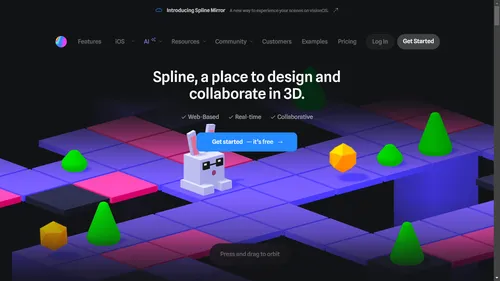 Introducing Spline Mirror A new way to experience your scenes on visionOS.
Features iOS AI Resources Community Customers Examples Pricing Log in Get Started
Spline, a place to design and
collaborate in 3D.
Web-Based Real-time Collaborative
Get started — it's free →
Press and drag to orbit